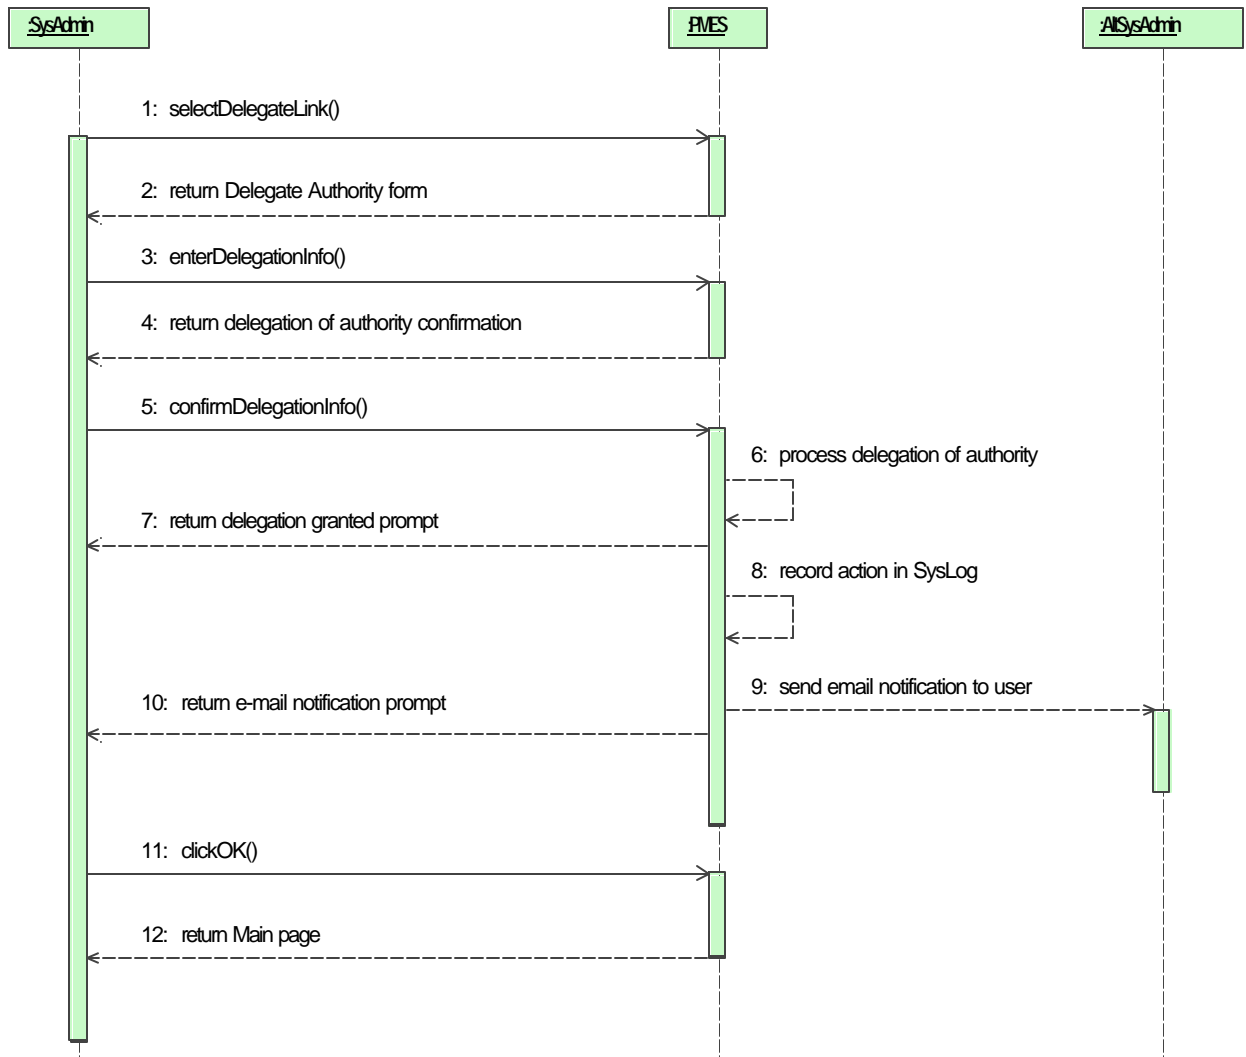 :SysAdmin
:PMES
:AltSysAdmin
1: selectDelegateLink()
2: return Delegate Authority form
3: enterDelegationInfo()
4: return delegation of authority confirmation
5: confirmDelegationInfo()
6: process delegation of authority
7: return delegation granted prompt
8: record action in SysLog
9: send email notification to user
10: return e-mail notification prompt
11: clickOK()
12: return Main page